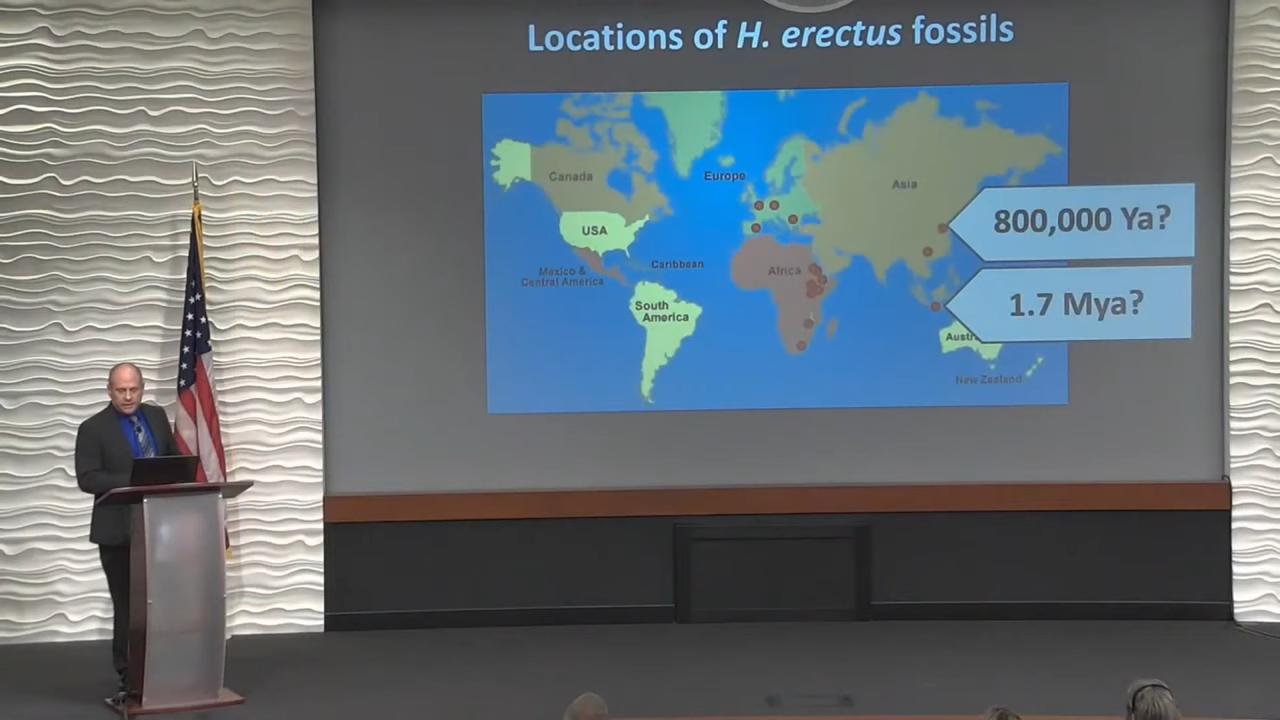 Locations of H. erectus fossils
Canada
Europe
Asia
800,000 Ya?
USA
Mexico &
Central America
Caribbean
Africa
South
America
1.7 Mya?
Austr
New Zealand